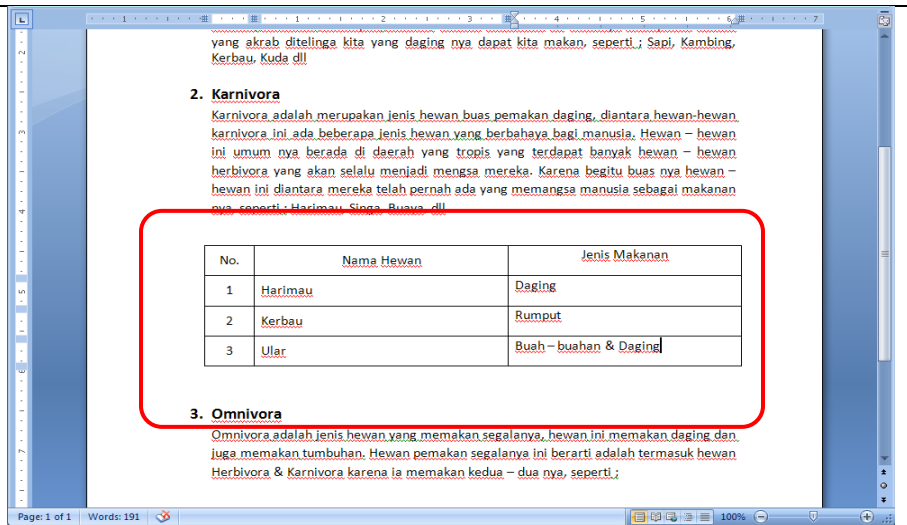 1 2 3 4 5 6 7
yang akrab ditelinga kita yang daging nya dapat kita makan, seperti ; Sapi, Kambing,
Kerbau, Kuda dll
2. Karnivora
Karnivora adalah merupakan jenis hewan buas pemakan daging, diantara hewan-hewan
karnivora ini ada beberapa jenis hewan yang berbahaya bagi manusia. Hewan – hewan
ini umum nya berada di daerah yang tropis yang terdapat banyak hewan – hewan
herbivora yang akan selalu menjadi mengsa mereka. Karena begitu buas nya hewan –
hewan ini diantara mereka telah pernah ada yang memangsa manusia sebagai makanan
nya, seperti ; Harimau, Singa, Buaya, dll
No. Nama Hewan Jenis Makanan
1 Harimau Daging
2 Kerbau Rumput
3 Ular Buah – buahan & Daging
3. Omnivora
Omnivora adalah jenis hewan yang memakan segalanya, hewan ini memakan daging dan
juga memakan tumbuhan. Hewan pemakan segalanya ini berarti adalah termasuk hewan
Herbivora & Karnivora karena ia memakan kedua – dua nya, seperti ;
Page: 1 of 1 Words: 191 100%